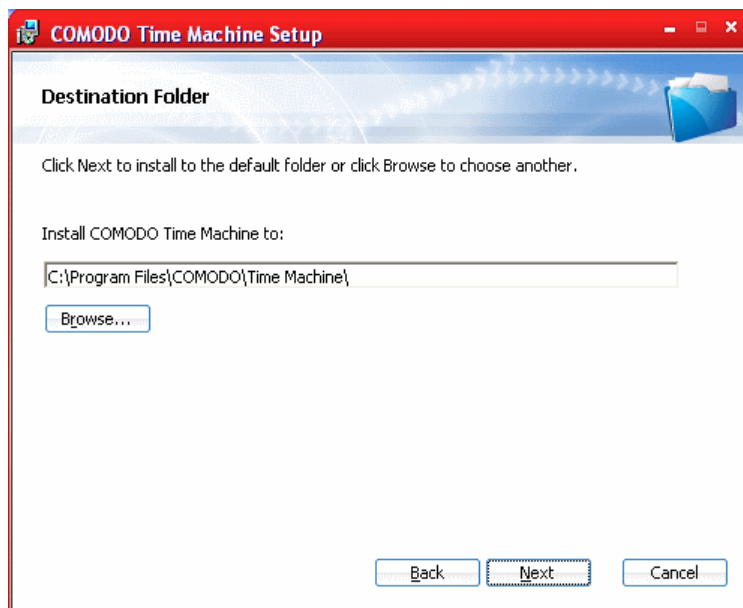 COMODO Time Machine Setup
Destination Folder
Click Next to install to the default folder or click Browse to choose another.
Install COMODO Time Machine to:
C:\Program Files\COMODO\Time Machine\
Browse...
Back Next Cancel